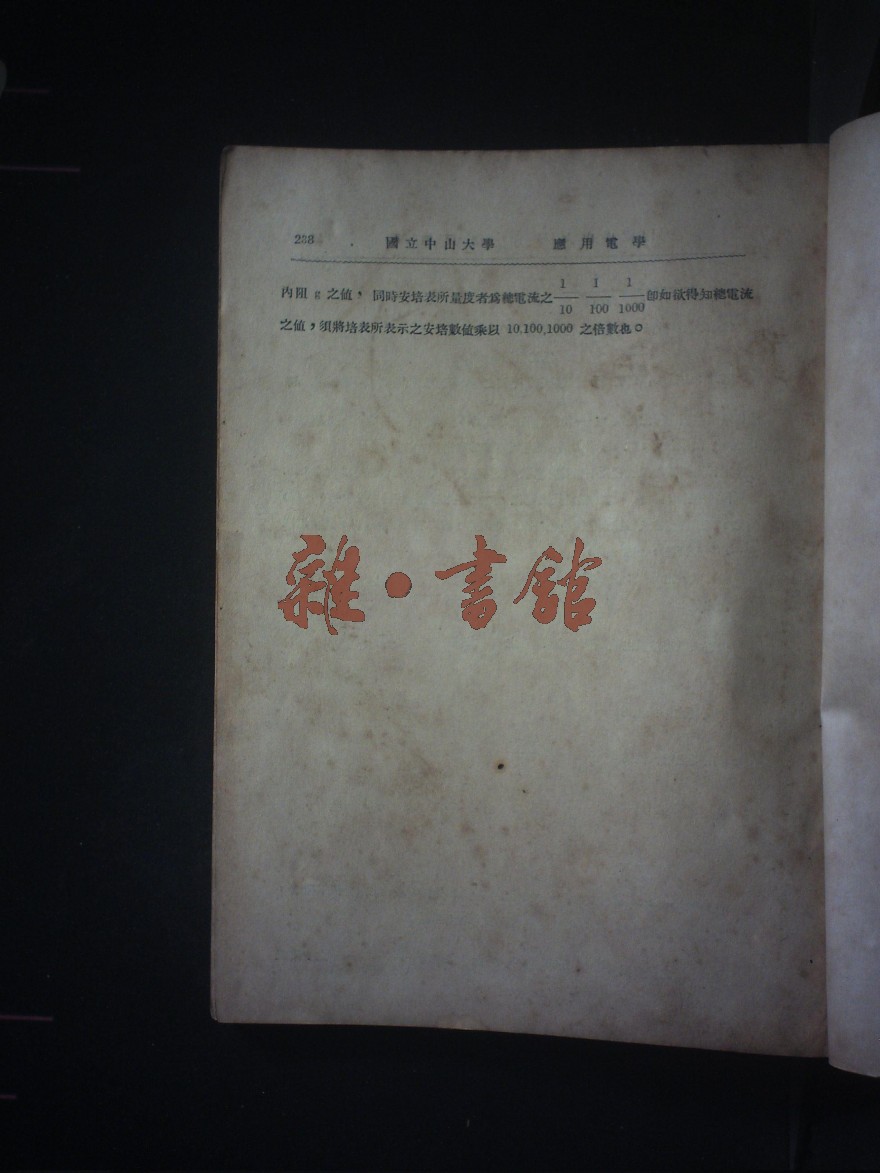 238 國立中山大學 應用電學
內阻 g 之値，同時安培表所量度者爲總電流之 1/10 1/100 1/1000 卽如欲得知總電流
之値，須將培表所表示之安培數値乘以 10,100,1000 之倍數也。
雜·書館